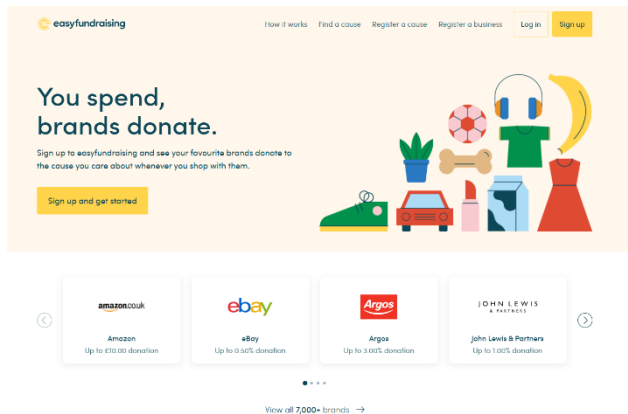 easyfundraising
How it works Find a cause Register a cause Register a business Log in Sign up
You spend,
brands donate.
Sign up to easyfundraising and see your favourite brands donate to
the cause you care about whenever you shop with them.
Sign up and get started
amazon.co.uk
ebay
Argos
JOHN LEWIS
& PARTNERS
Amazon
Up to £10.00 donation
eBay
Up to 0.50% donation
Argos
Up to 3.00% donation
John Lewis & Partners
Up to 1.00% donation
View all 7,000+ brands